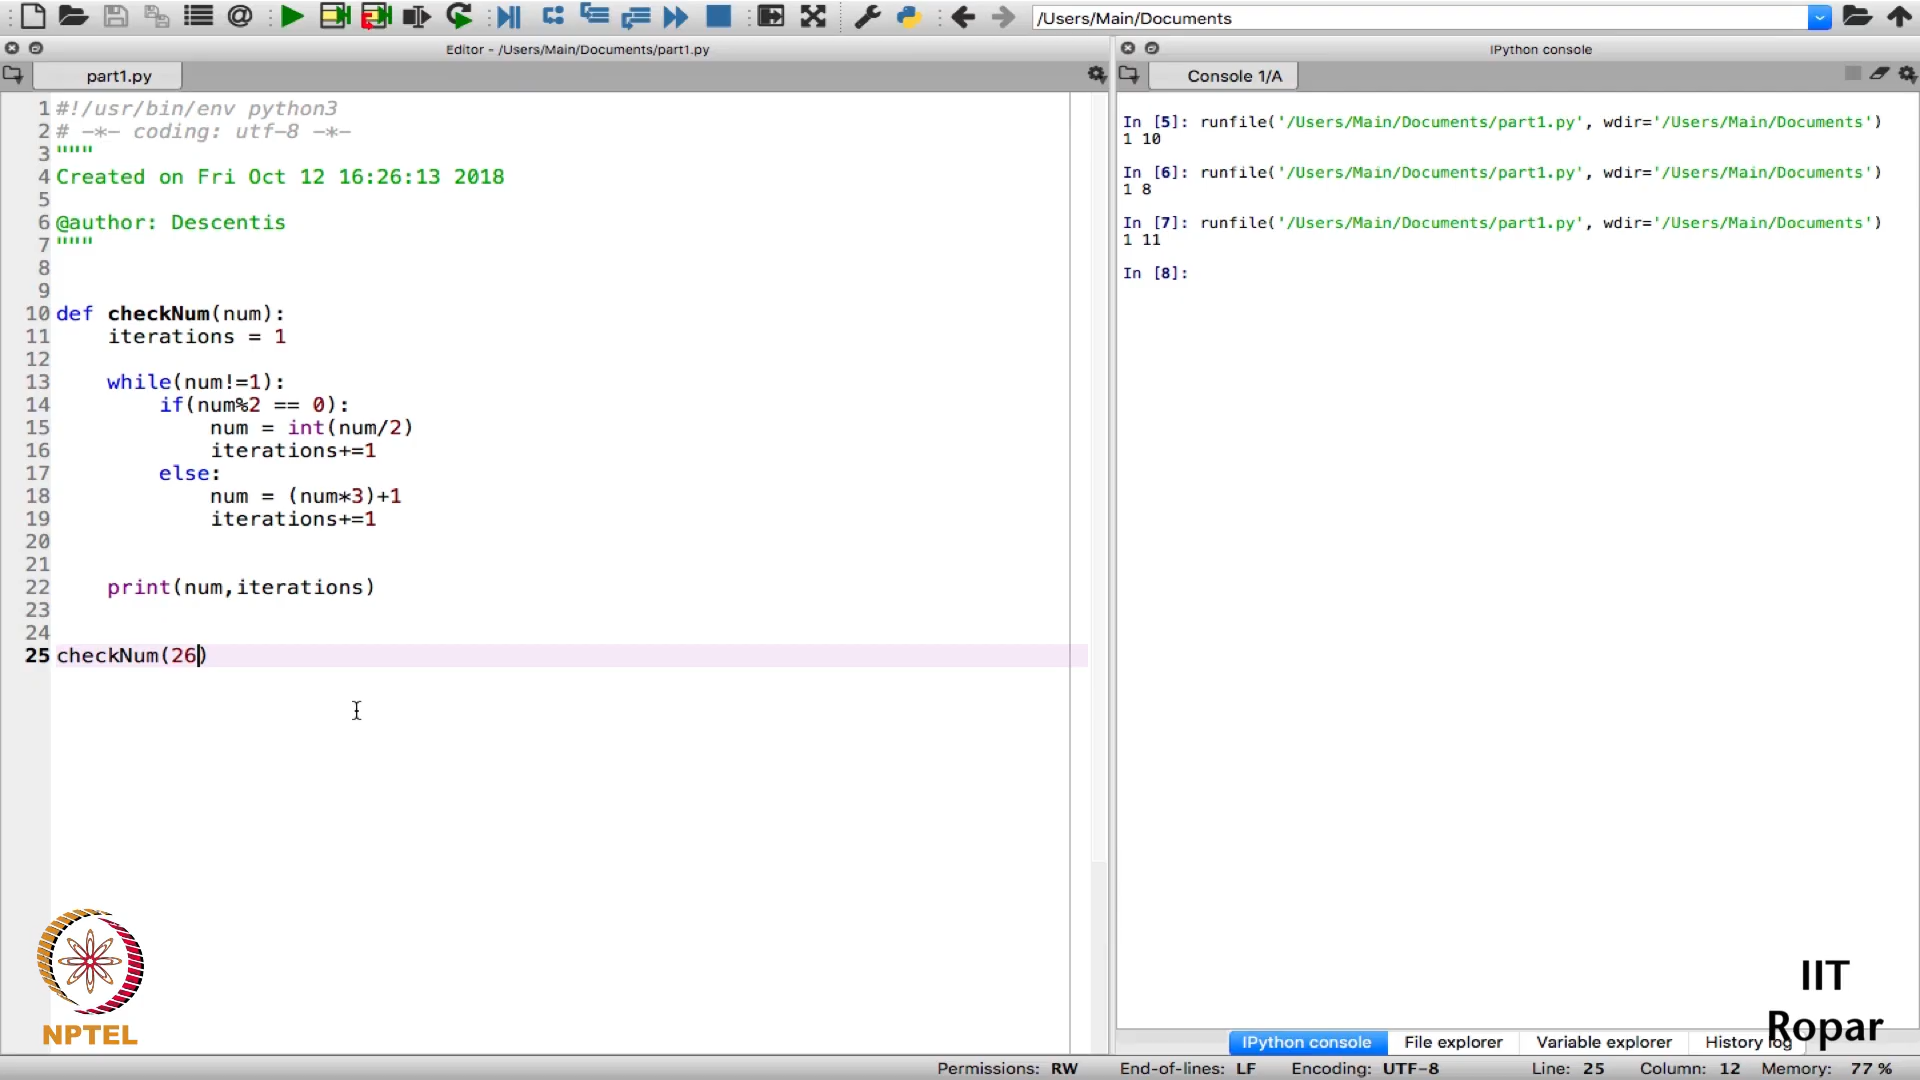 /Users/Main/Documents
Editor - /Users/Main/Documents/part1.py
IPython console
part1.py
Console 1/A
1 #!/usr/bin/env python3
2 # -*- coding: utf-8 -*-
3 """
4 Created on Fri Oct 12 16:26:13 2018
5
6 @author: Descentis
7 """
8
9
10 def checkNum(num):
11     iterations = 1
12
13     while(num!=1):
14         if(num%2 == 0):
15             num = int(num/2)
16             iterations+=1
17         else:
18             num = (num*3)+1
19             iterations+=1
20
21
22     print(num,iterations)
23
24
25 checkNum(26)
In [5]: runfile('/Users/Main/Documents/part1.py', wdir='/Users/Main/Documents')
1 10
In [6]: runfile('/Users/Main/Documents/part1.py', wdir='/Users/Main/Documents')
1 8
In [7]: runfile('/Users/Main/Documents/part1.py', wdir='/Users/Main/Documents')
1 11
In [8]:
NPTEL
IIT
Ropar
IPython console File explorer Variable explorer History log
Permissions: RW End-of-lines: LF Encoding: UTF-8 Line: 25 Column: 12 Memory: 77 %